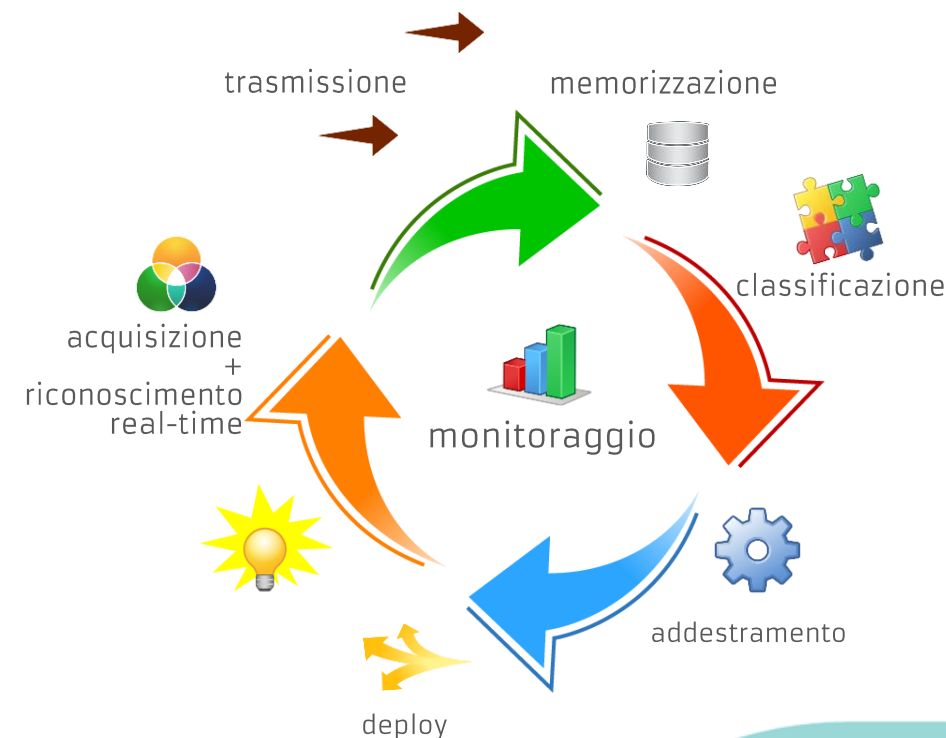 trasmissione
memorizzazione
classificazione
acquisizione
+
riconoscimento
real-time
monitoraggio
addestramento
deploy